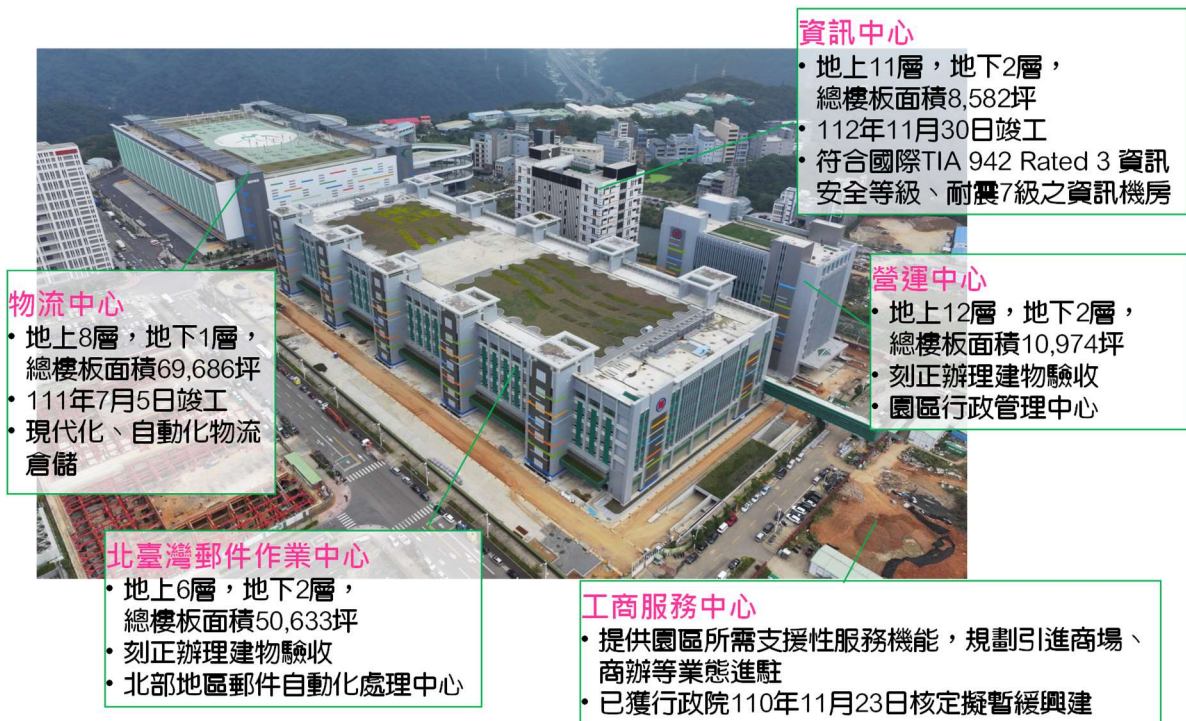 資訊中心
• 地上11層，地下2層，
總樓板面積8,582坪
• 112年11月30日竣工
• 符合國際TIA 942 Rated 3 資訊
安全等級、耐震7級之資訊機房
物流中心
• 地上8層，地下1層，
總樓板面積69,686坪
• 111年7月5日竣工
• 現代化、自動化物流
倉儲
營運中心
• 地上12層，地下2層，
總樓板面積10,974坪
• 刻正辦理建物驗收
• 園區行政管理中心
北臺灣郵件作業中心
• 地上6層，地下2層，
總樓板面積50,633坪
• 刻正辦理建物驗收
• 北部地區郵件自動化處理中心
工商服務中心
• 提供園區所需支援性服務機能，規劃引進商場、
商辦等業態進駐
• 已獲行政院110年11月23日核定擬暫緩興建